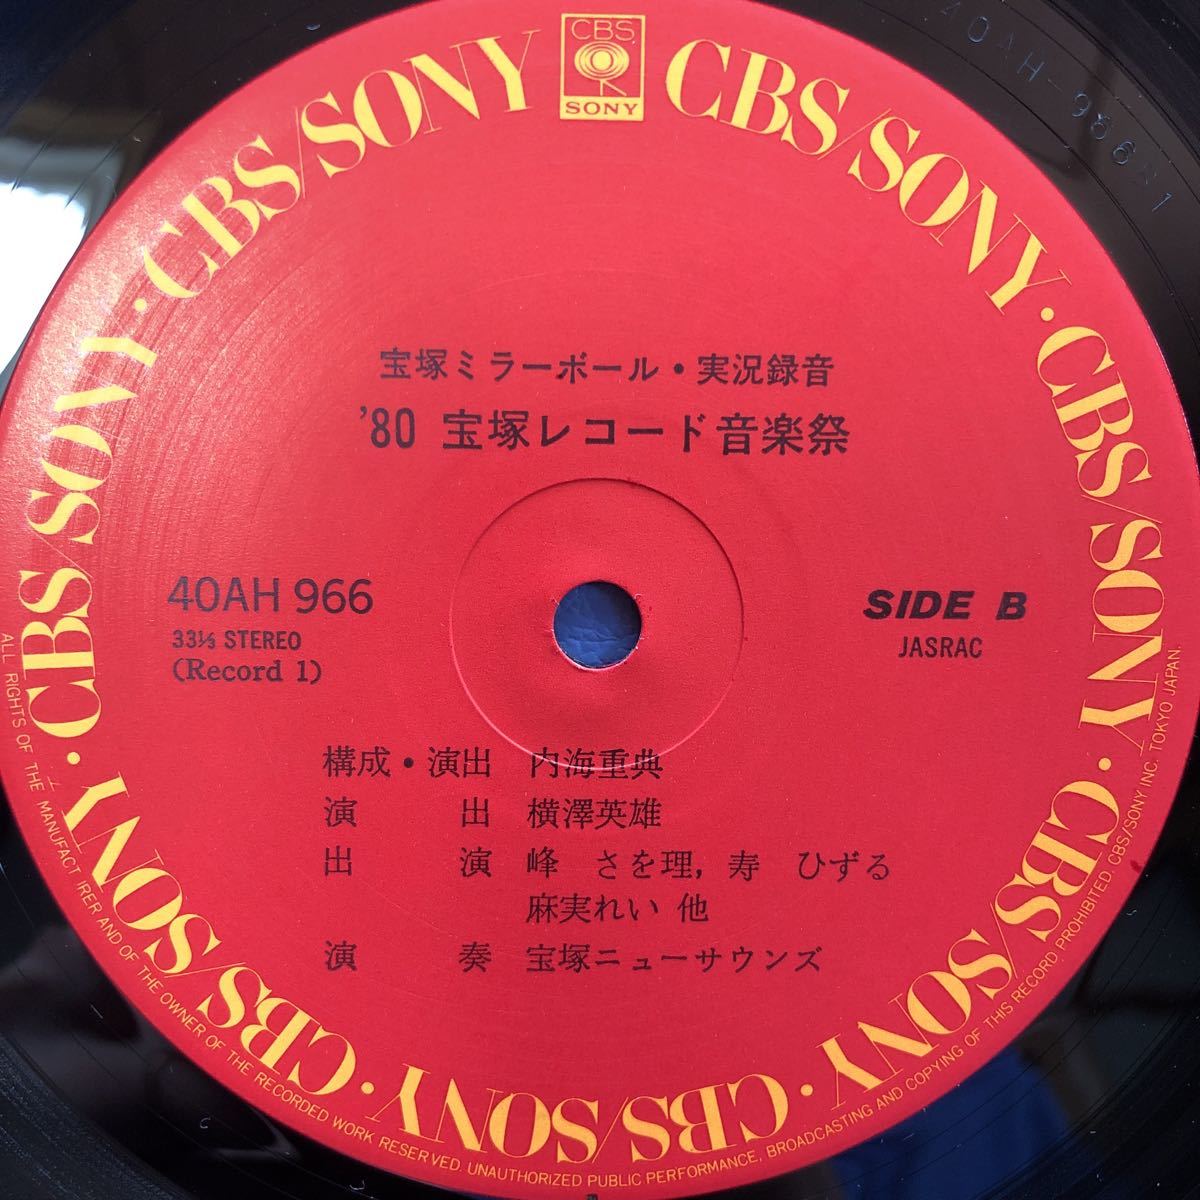 CBS
SONY
CBS/SONY · CBS/SONY · CBS/SONY · CBS/SONY · CBS/SONY · CBS/SONY · CBS/SONY · CBS/SONY · CBS/SONY
40AH-966
宝塚ミラーボール・実況録音
'80 宝塚レコード音楽祭
40AH 966
33⅓ STEREO
(Record 1)
SIDE B
JASRAC
構成・演出 内海重典
演 出 横澤英雄
出 演 峰 さを理, 寿 ひずる
麻実れい 他
演 奏 宝塚ニューサウンズ
ALL RIGHTS OF THE MANUFACTURER AND OF THE OWNER OF THE RECORDED WORK RESERVED. UNAUTHORIZED PUBLIC PERFORMANCE, BROADCASTING AND COPYING OF THIS RECORD PROHIBITED. CBS/SONY INC. TOKYO JAPAN.